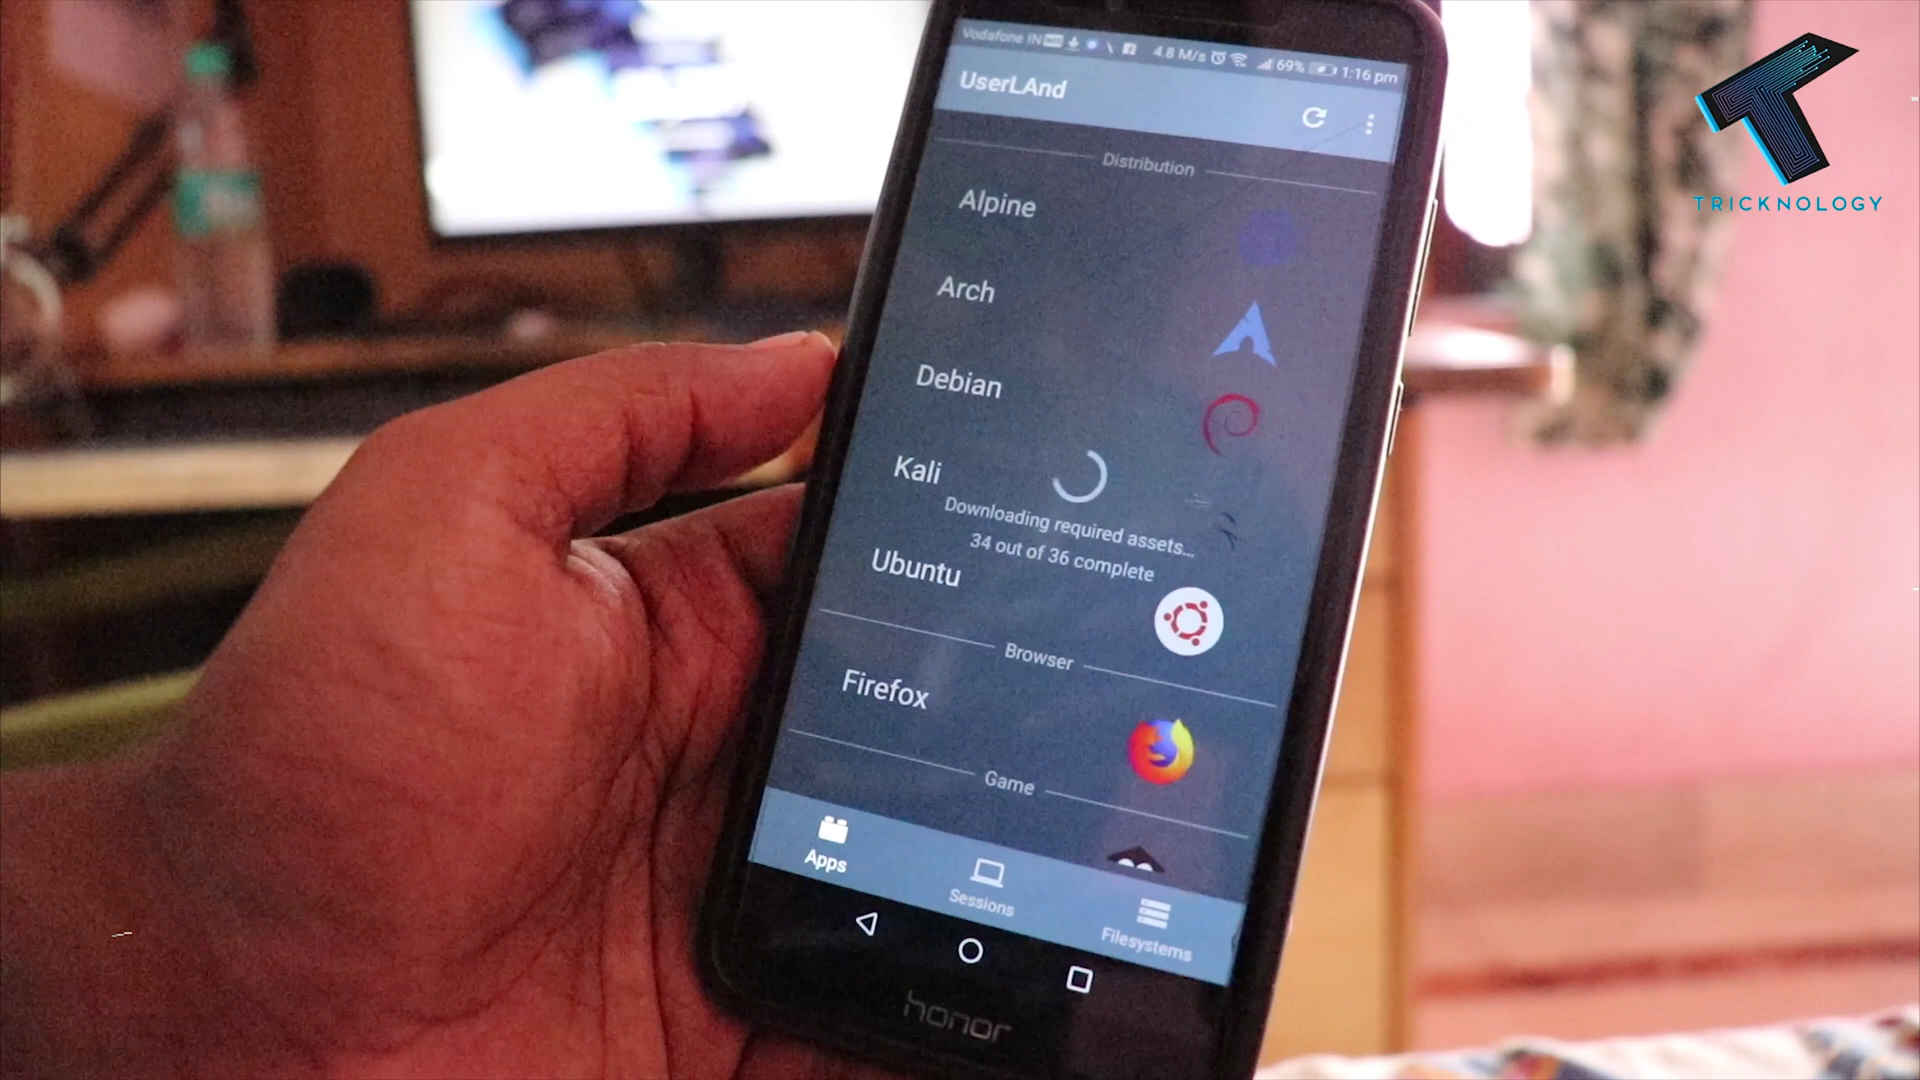 Vodafone IN
4.8 M/s
69%
1:16 pm
UserLAnd
Distribution
Alpine
Arch
Debian
Kali
Downloading required assets...
34 out of 36 complete
Ubuntu
Browser
Firefox
Game
Apps
Sessions
Filesystems
honor
TRICKNOLOGY